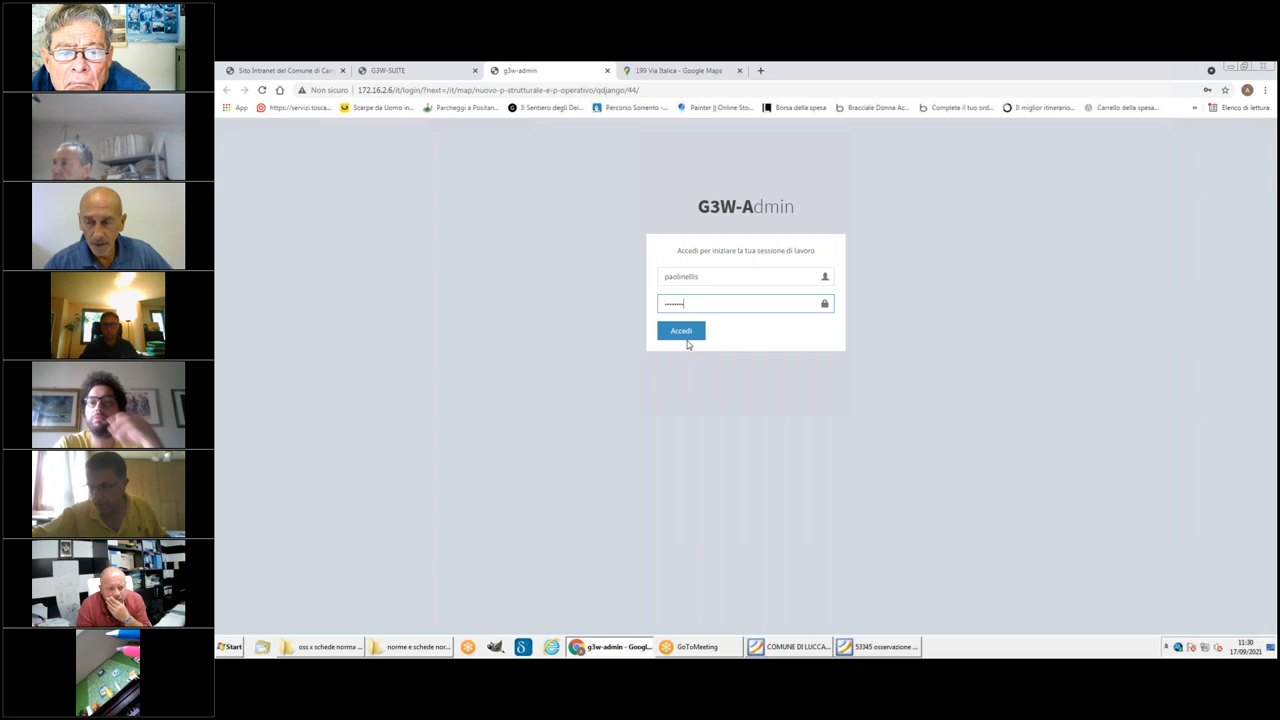 Sito Intranet del Comune di Can
G3W-SUITE
g3w-admin
199 Via Italica - Google Maps
Non sicuro
172.16.2.6/it/login/?next=/it/map/nuovo-p-strutturale-e-p-operativo/qdjango/44/
App
https://servizi.tosca...
Scarpe da Uomo in...
Parcheggi a Positan...
Il Sentiero degli Dei...
Percorso Sorrento -...
Painter || Online Sto...
Borsa della spesa
Bracciale Donna Ac...
Completa il tuo ord...
Il miglior itinerario...
Carrello della spesa...
»
Elenco di lettura
G3W-Admin
Accedi per iniziare la tua sessione di lavoro
paolinellis
••••••••
Accedi
Start
oss x schede norma ...
norme e schede nor...
g3w-admin - Googl...
GoToMeeting
COMUNE DI LUCCA...
53345 osservazione ...
11:30
17/09/2021